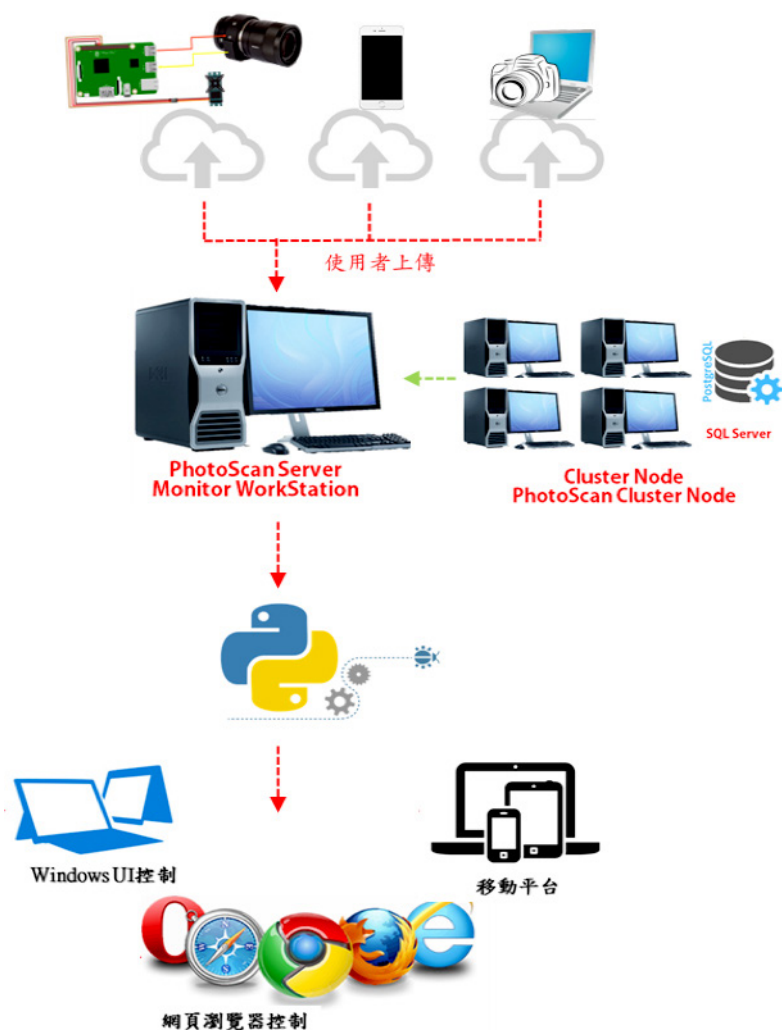 使用者上傳
PostgreSQL
SQL Server
PhotoScan Server
Monitor WorkStation
Cluster Node
PhotoScan Cluster Node
Windows UI控制
移動平台
網頁瀏覽器控制